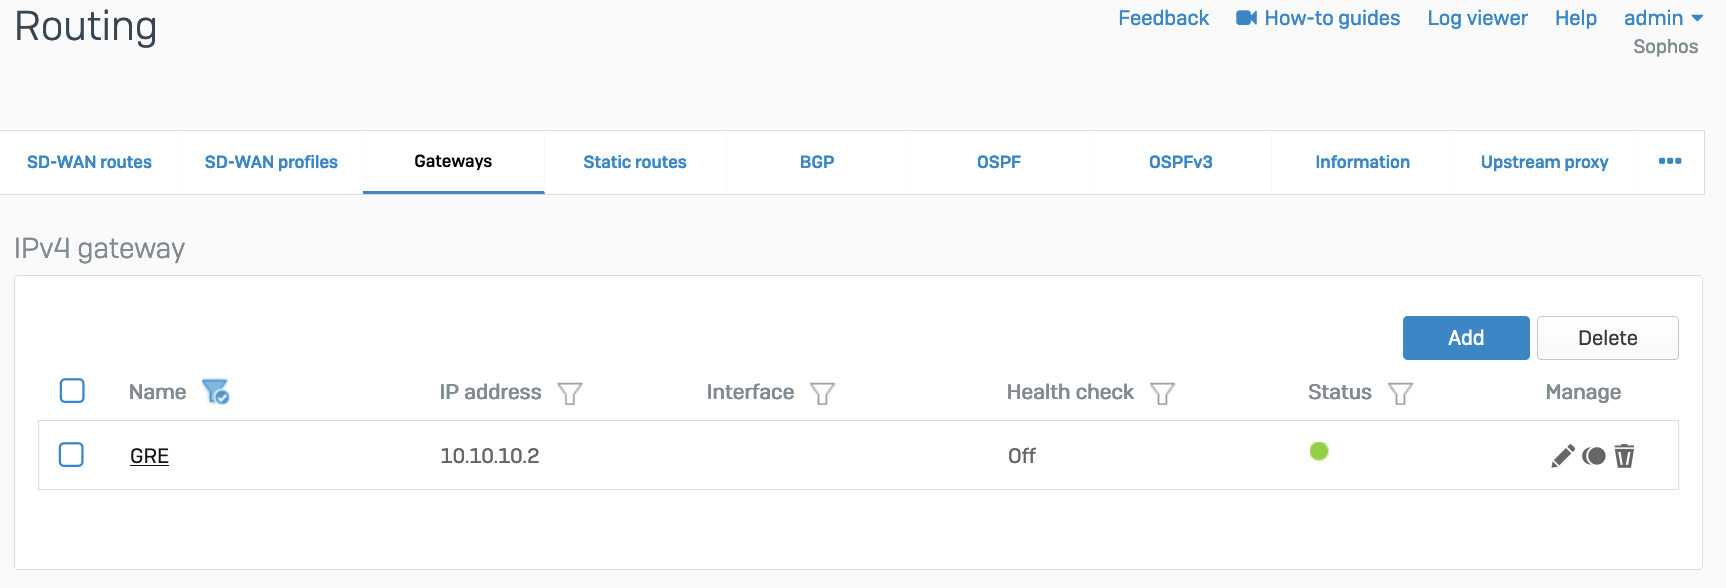 Routing
Feedback How-to guides Log viewer Help admin
Sophos
SD-WAN routes SD-WAN profiles Gateways Static routes BGP OSPF OSPFv3 Information Upstream proxy •••
IPv4 gateway
Add Delete
Name IP address Interface Health check Status Manage
GRE 10.10.10.2 Off